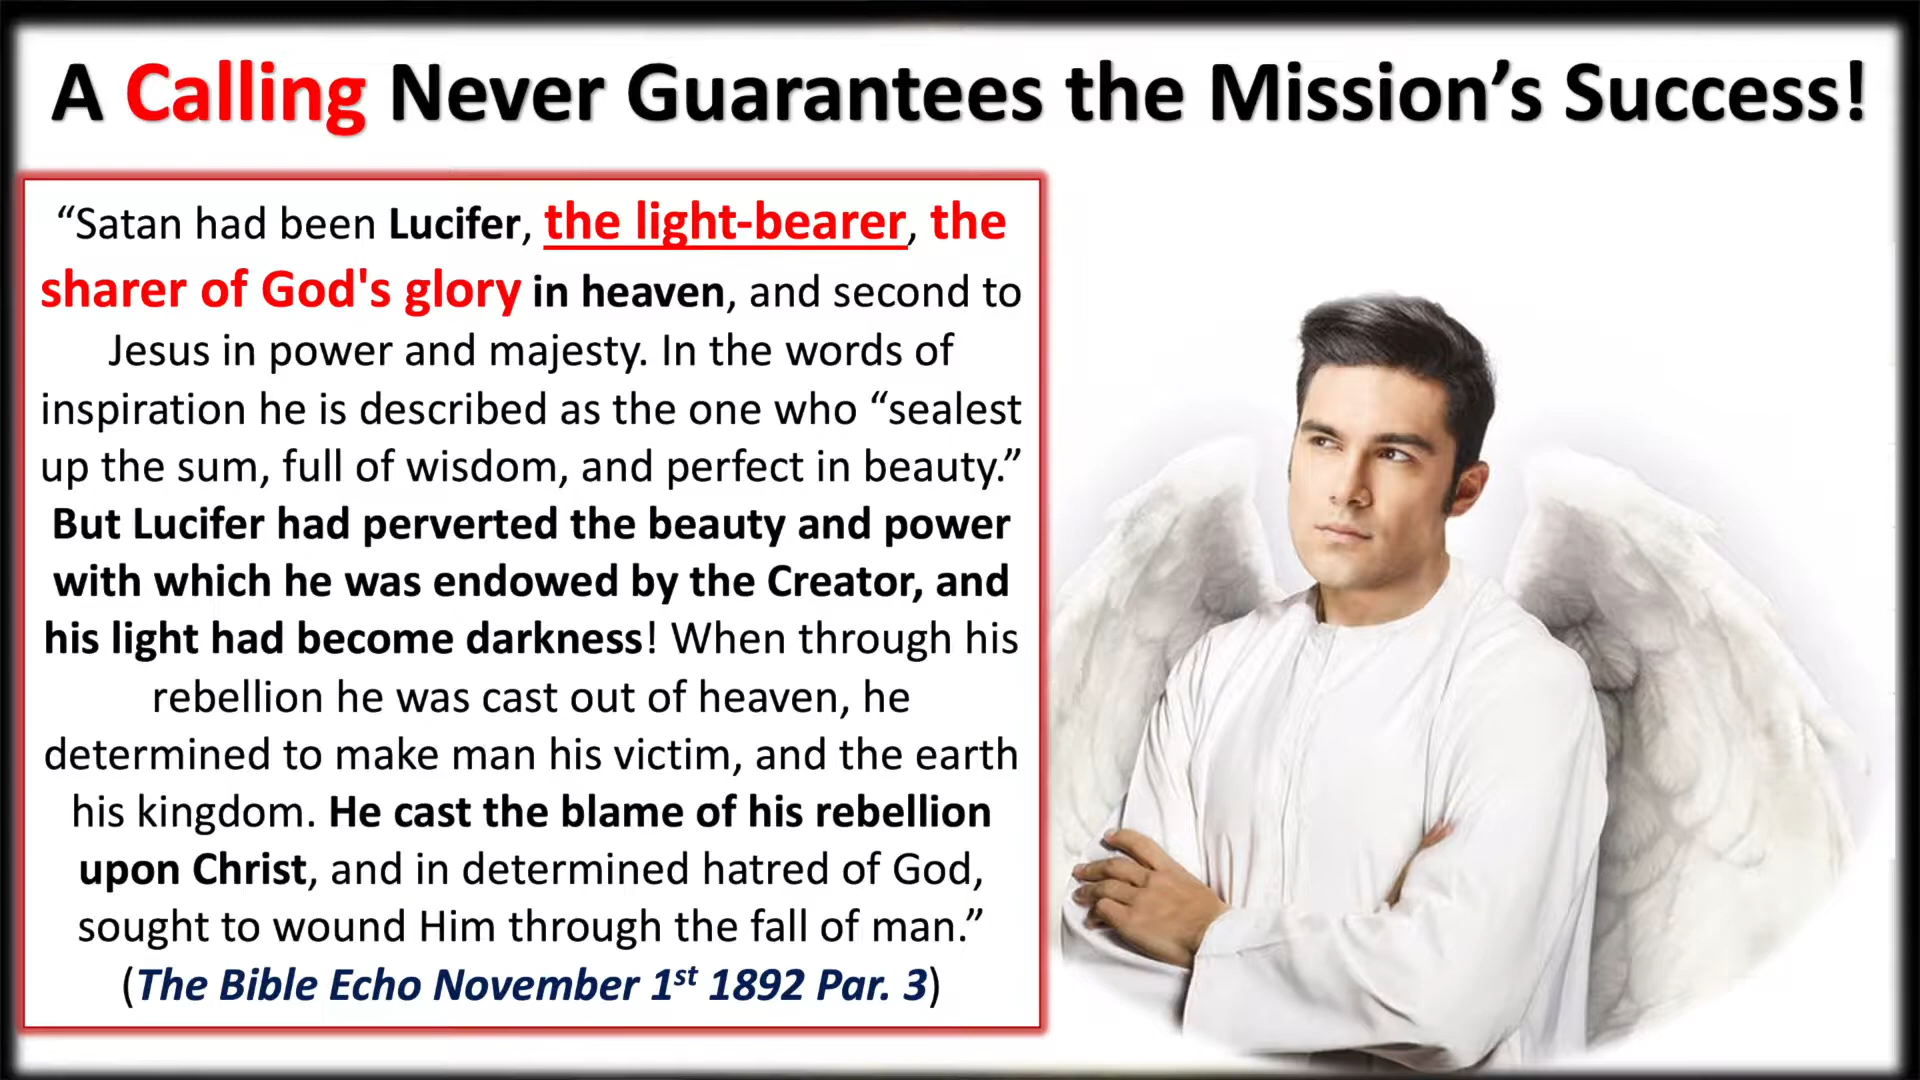 A Calling Never Guarantees the Mission’s Success!
“Satan had been Lucifer, the light-bearer, the
sharer of God's glory in heaven, and second to
Jesus in power and majesty. In the words of
inspiration he is described as the one who “sealest
up the sum, full of wisdom, and perfect in beauty.”
But Lucifer had perverted the beauty and power
with which he was endowed by the Creator, and
his light had become darkness! When through his
rebellion he was cast out of heaven, he
determined to make man his victim, and the earth
his kingdom. He cast the blame of his rebellion
upon Christ, and in determined hatred of God,
sought to wound Him through the fall of man.”
(The Bible Echo November 1st 1892 Par. 3)